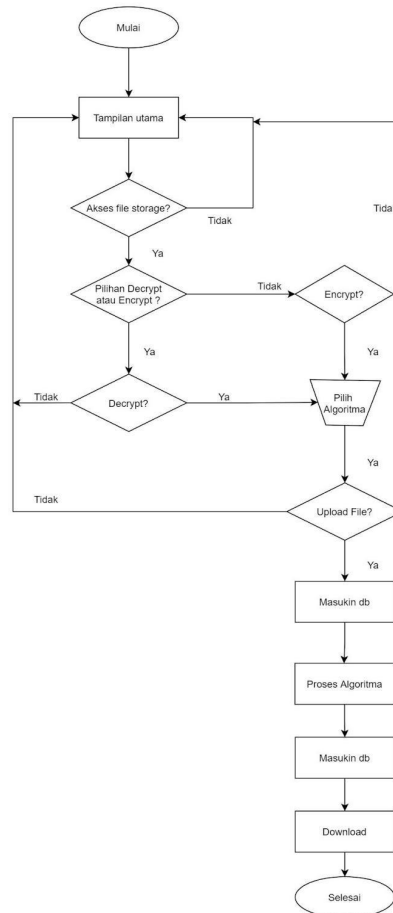 Mulai
Tampilan utama
Akses file storage?
Tidak
Tidak
Ya
Pilihan Decrypt
atau Encrypt ?
Tidak
Encrypt?
Ya
Ya
Tidak
Decrypt?
Ya
Pilih
Algoritma
Ya
Tidak
Upload File?
Ya
Masukin db
Proses Algoritma
Masukin db
Download
Selesai